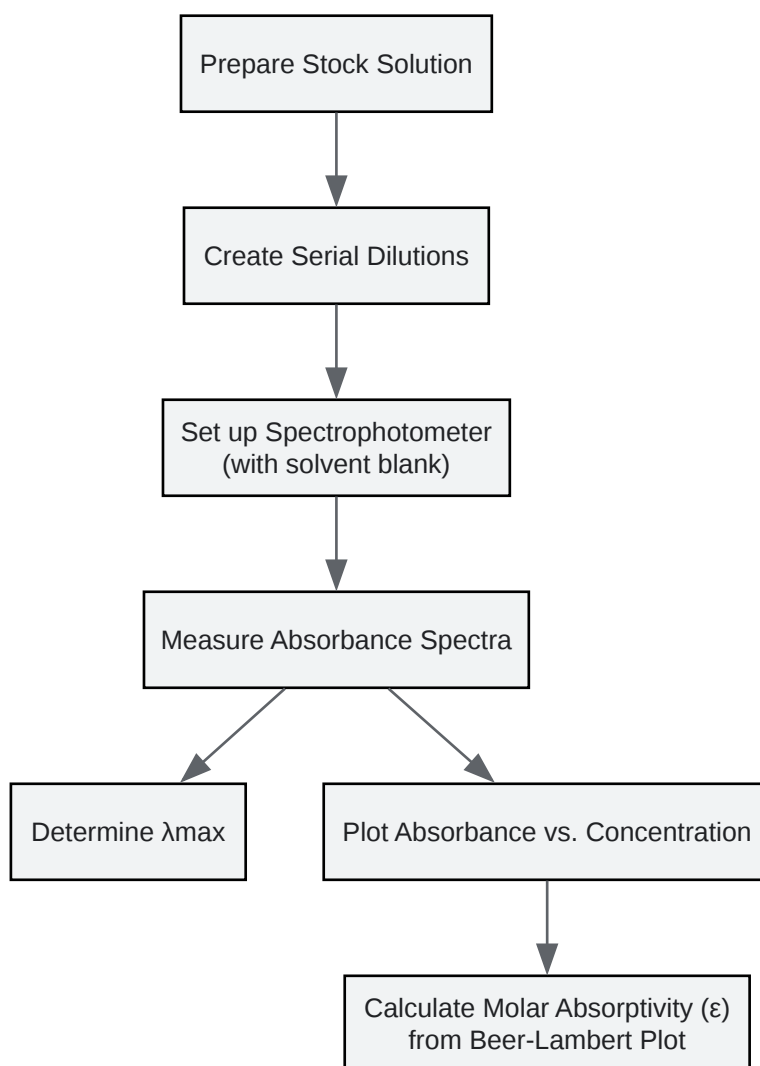 Prepare Stock Solution
Create Serial Dilutions
Set up Spectrophotometer
(with solvent blank)
Measure Absorbance Spectra
Determine λmax
Plot Absorbance vs. Concentration
Calculate Molar Absorptivity (ε)
from Beer-Lambert Plot